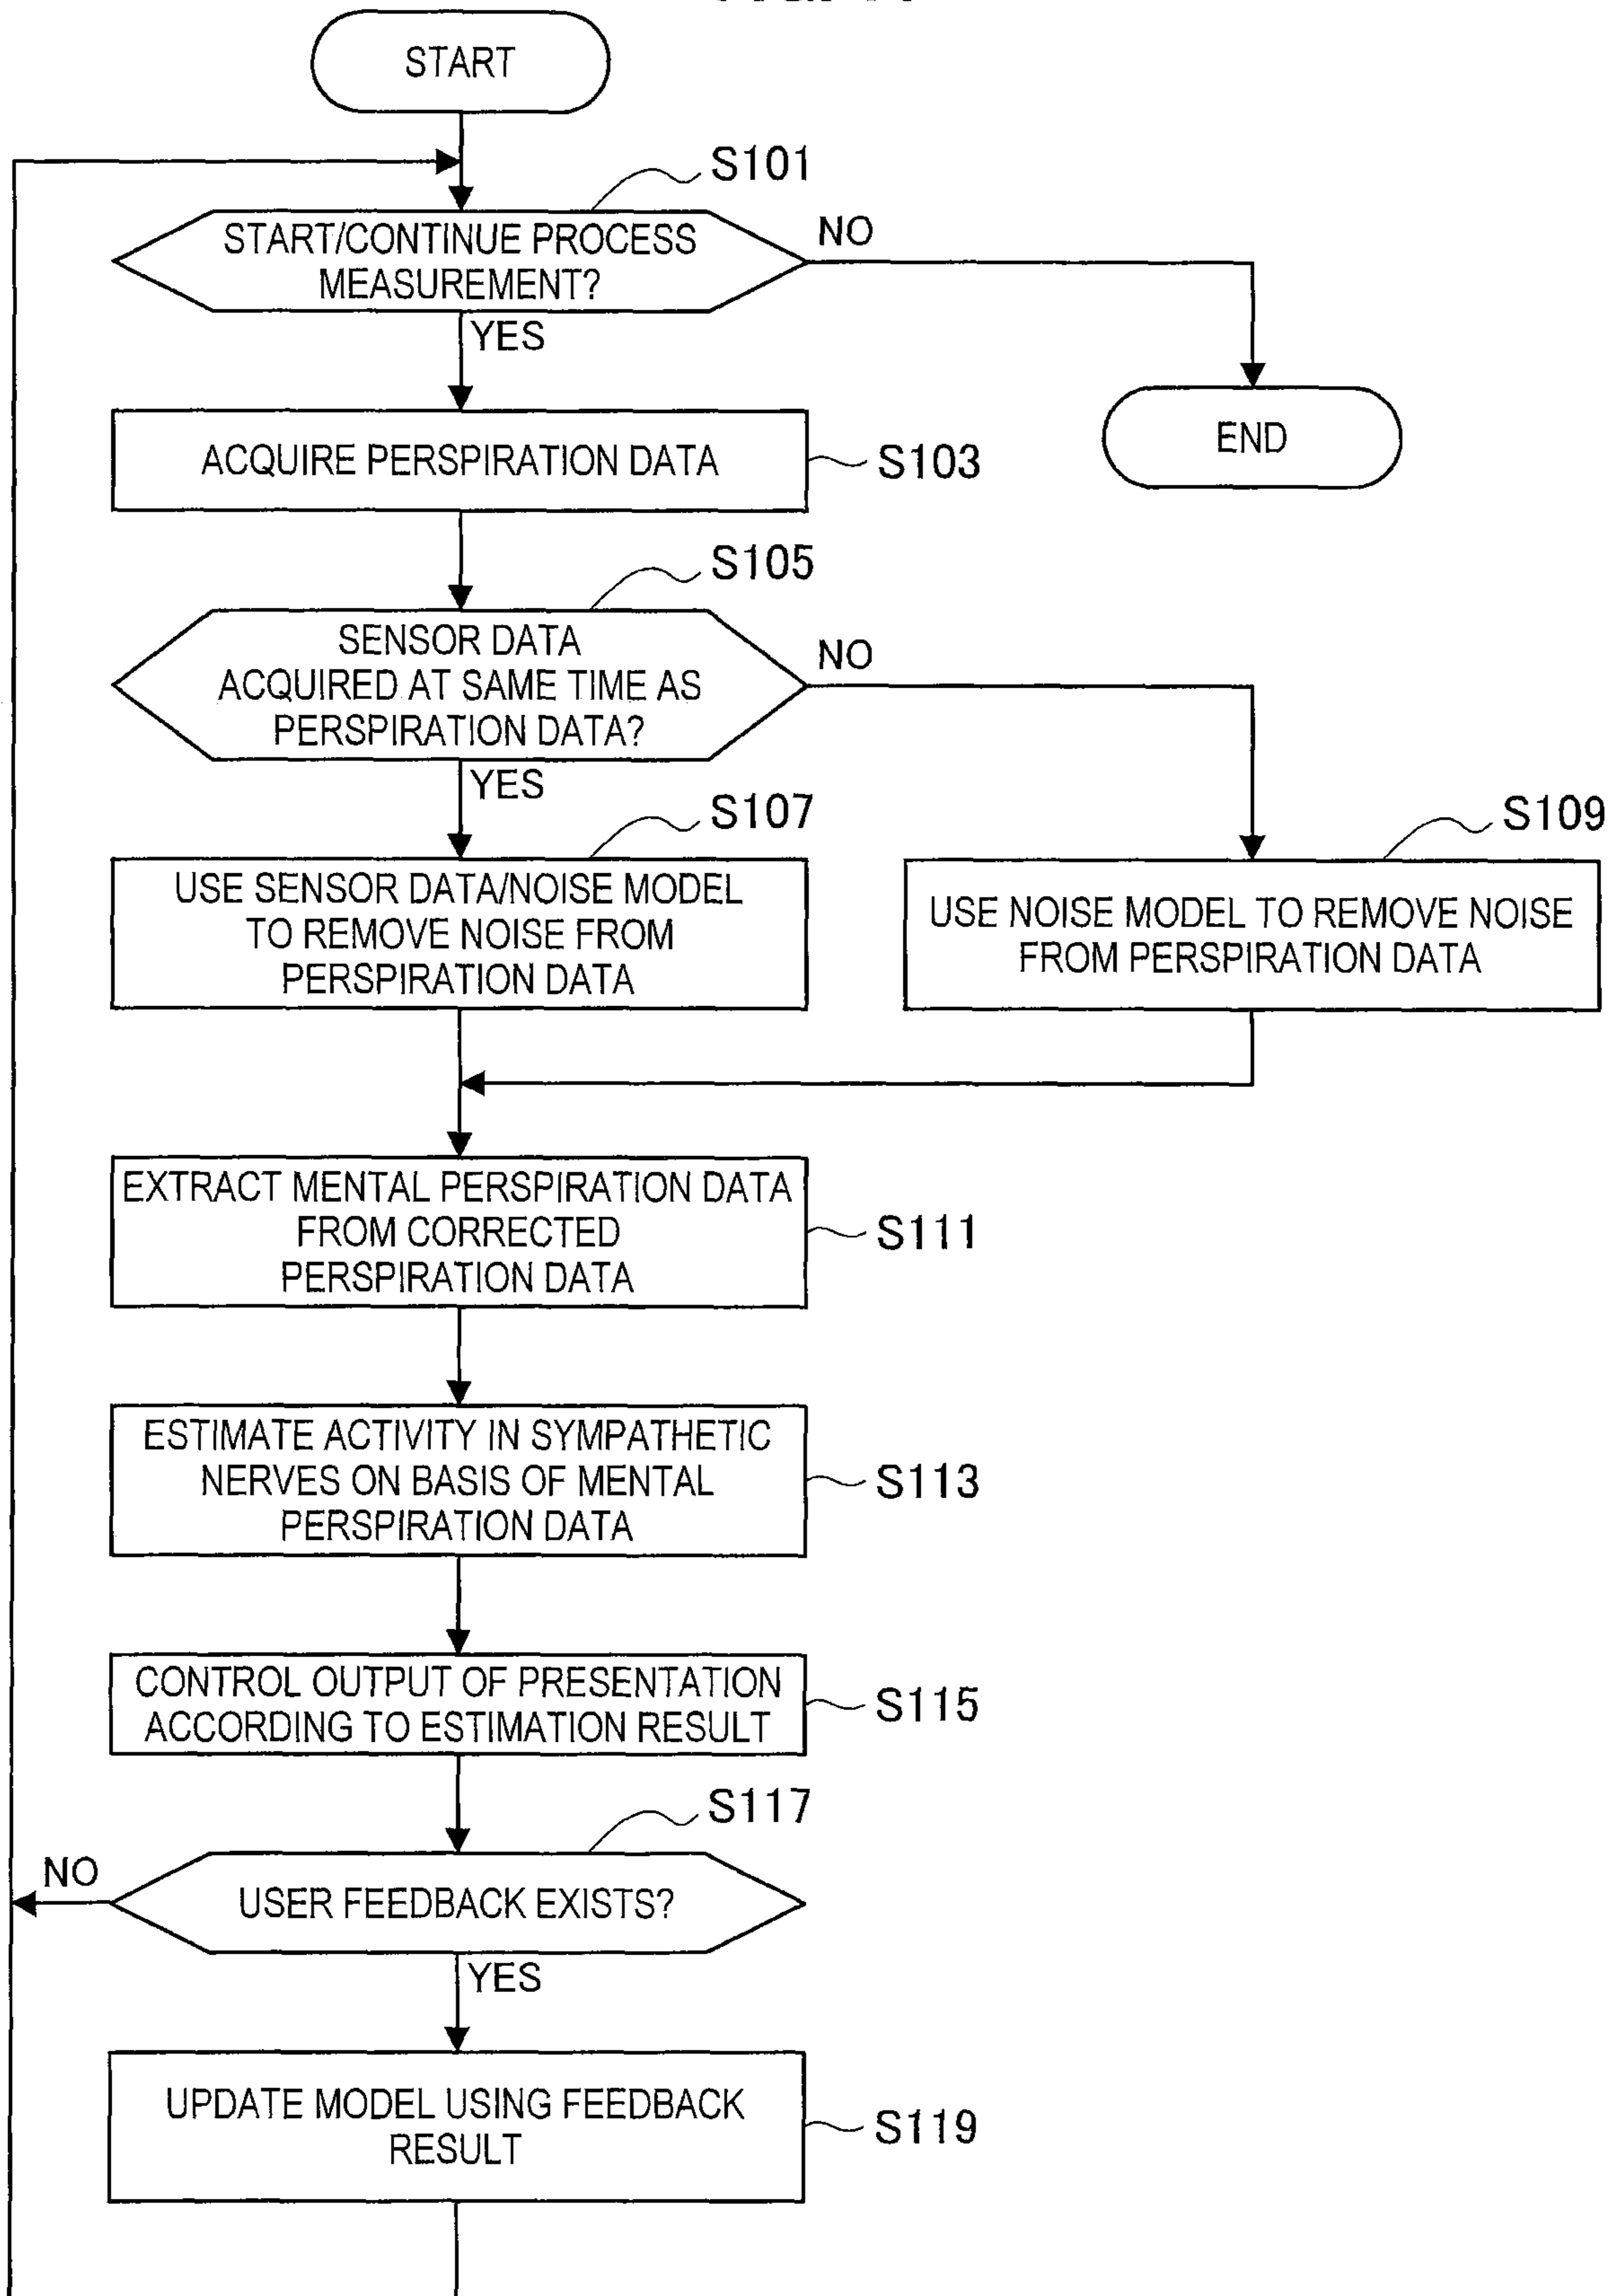 START
S101
START/CONTINUE PROCESS
MEASUREMENT?
NO
YES
END
ACQUIRE PERSPIRATION DATA
S103
S105
SENSOR DATA
ACQUIRED AT SAME TIME AS
PERSPIRATION DATA?
NO
YES
S107
S109
USE SENSOR DATA/NOISE MODEL
TO REMOVE NOISE FROM
PERSPIRATION DATA
USE NOISE MODEL TO REMOVE NOISE
FROM PERSPIRATION DATA
EXTRACT MENTAL PERSPIRATION DATA
FROM CORRECTED
PERSPIRATION DATA
S111
ESTIMATE ACTIVITY IN SYMPATHETIC
NERVES ON BASIS OF MENTAL
PERSPIRATION DATA
S113
CONTROL OUTPUT OF PRESENTATION
ACCORDING TO ESTIMATION RESULT
S115
S117
NO
USER FEEDBACK EXISTS?
YES
UPDATE MODEL USING FEEDBACK
RESULT
S119